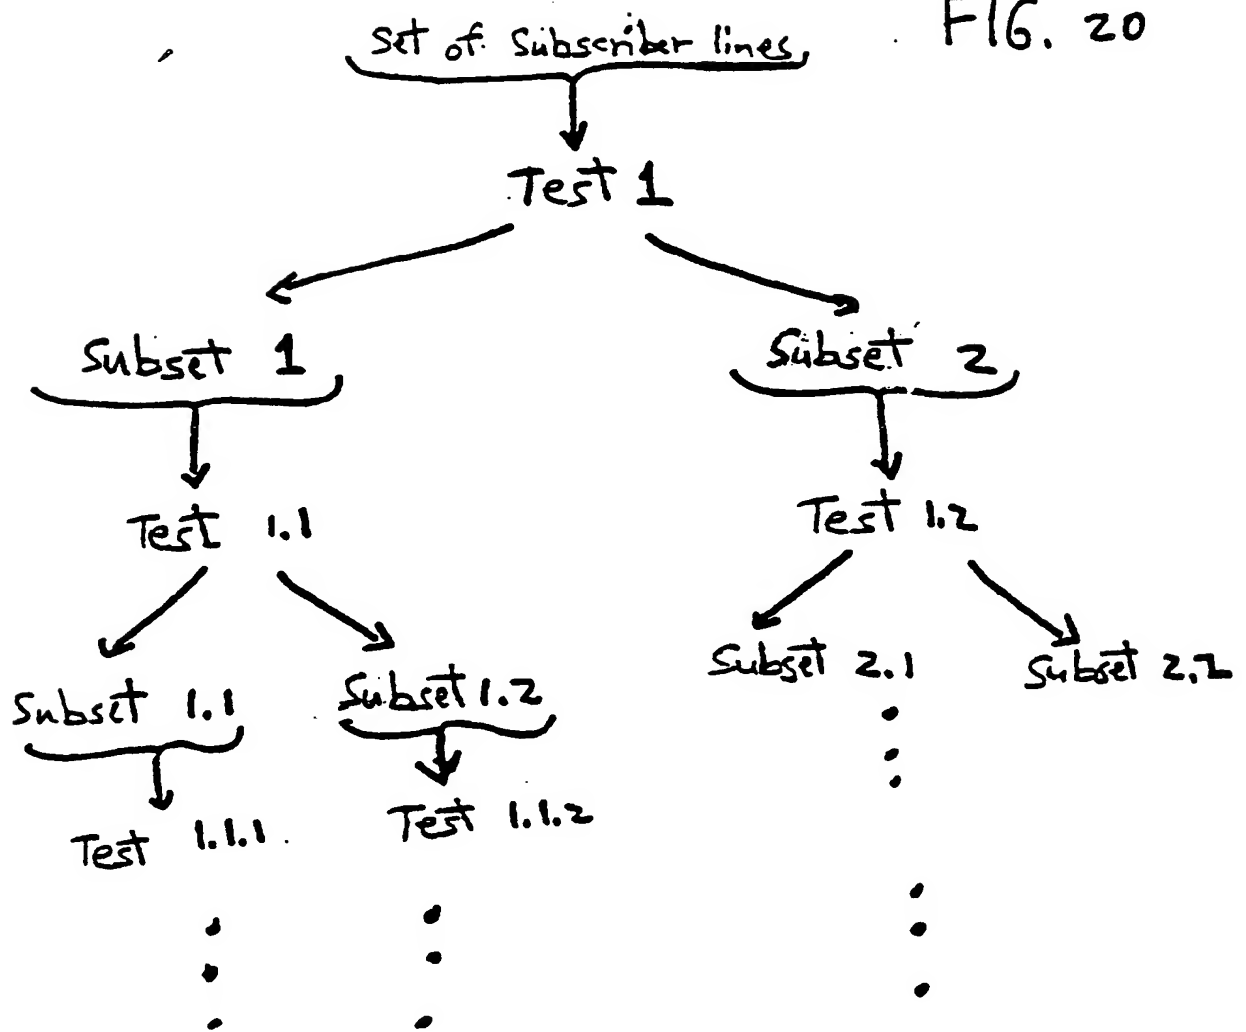 FIG. 20
Set of Subscriber lines
Test 1
Subset 1
Subset 2
Test 1.1
Test 1.2
Subset 1.1
Subset 1.2
Subset 2.1
Subset 2.2
Test 1.1.1
Test 1.1.2